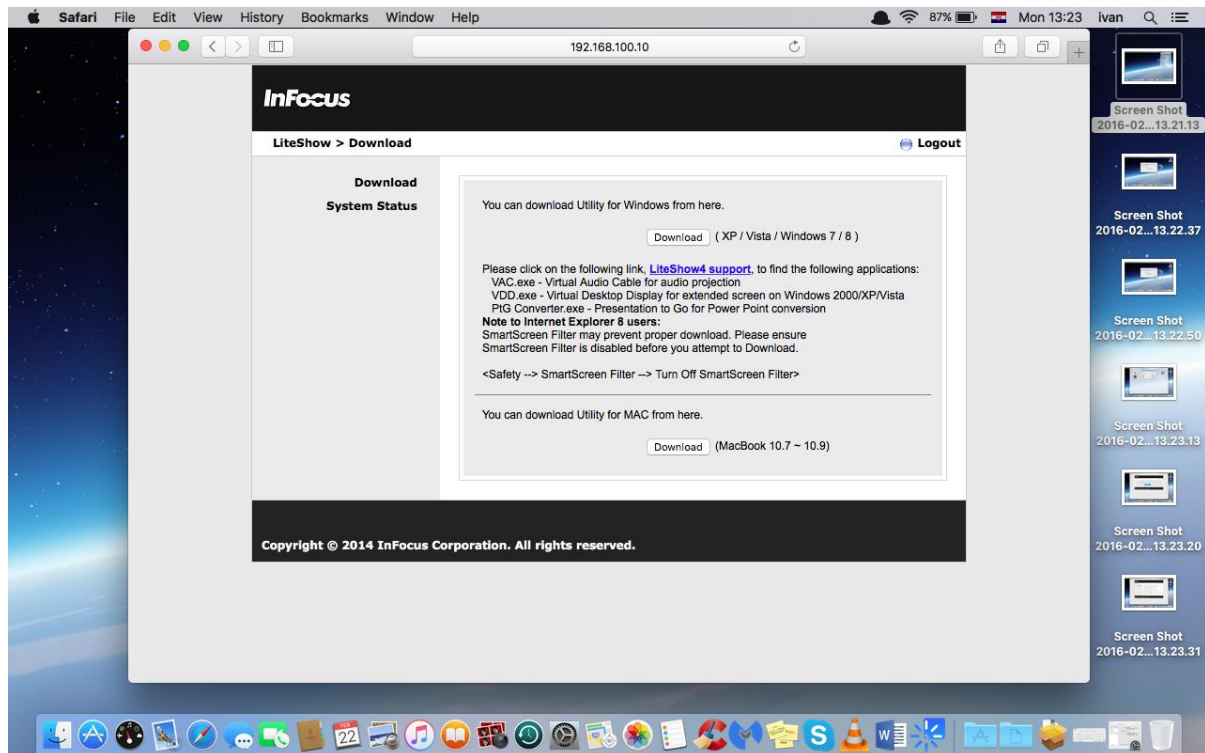 Safari File Edit View History Bookmarks Window Help 87% Mon 13:23 ivan
192.168.100.10
InFocus
LiteShow > Download Logout
Download
System Status
You can download Utility for Windows from here.
Download ( XP / Vista / Windows 7 / 8 )
Please click on the following link, LiteShow4 support, to find the following applications:
VAC.exe - Virtual Audio Cable for audio projection
VDD.exe - Virtual Desktop Display for extended screen on Windows 2000/XP/Vista
PtG Converter.exe - Presentation to Go for Power Point conversion
Note to Internet Explorer 8 users:
SmartScreen Filter may prevent proper download. Please ensure
SmartScreen Filter is disabled before you attempt to Download.
<Safety --> SmartScreen Filter --> Turn Off SmartScreen Filter>
You can download Utility for MAC from here.
Download (MacBook 10.7 ~ 10.9)
Copyright © 2014 InFocus Corporation. All rights reserved.
Screen Shot
2016-02...13.21.13
Screen Shot
2016-02...13.22.37
Screen Shot
2016-02...13.22.50
Screen Shot
2016-02...13.23.13
Screen Shot
2016-02...13.23.20
Screen Shot
2016-02...13.23.31
FEB
22